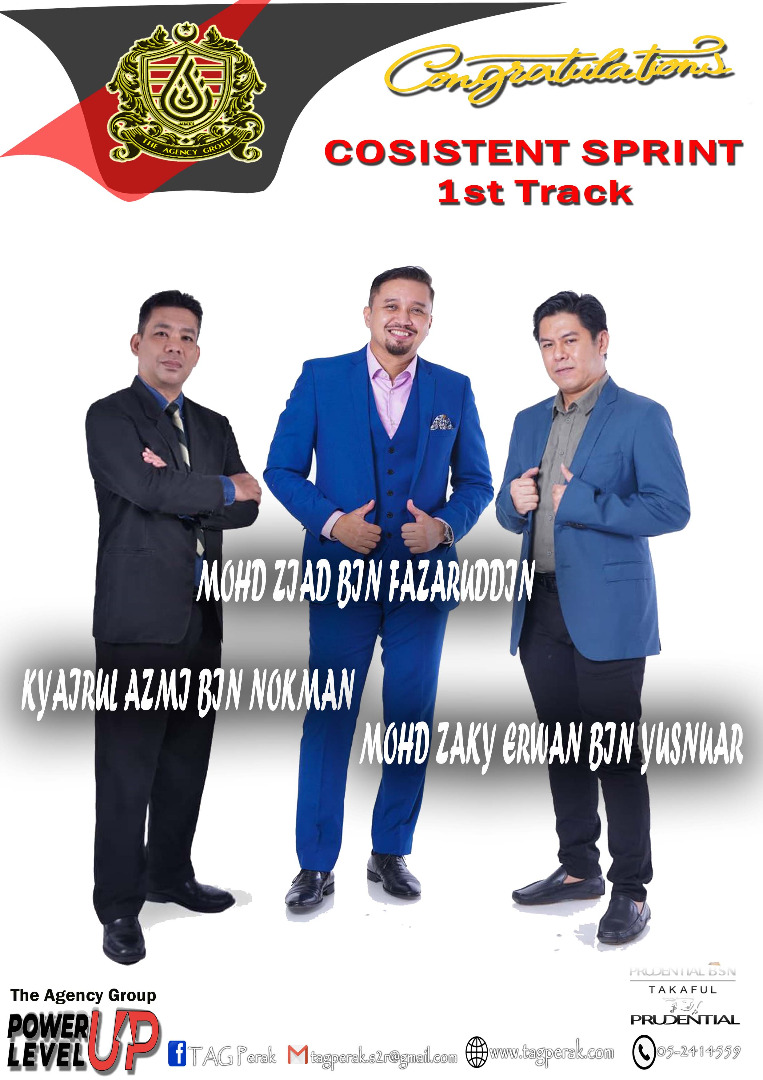 Congratulations
COSISTENT SPRINT
1st Track
THE AGENCY GROUP
MOHD ZIAD BIN FAZARUDDIN
KYAIRUL AZMI BIN NOKMAN
MOHD ZAKY ERWAN BIN YUSNUAR
PRUDENTIAL BSN
TAKAFUL
PRUDENTIAL
The Agency Group
POWER
LEVEL UP
TAG Perak
tagperak.e2r@gmail.com
www.tagperak.com
05-2414559